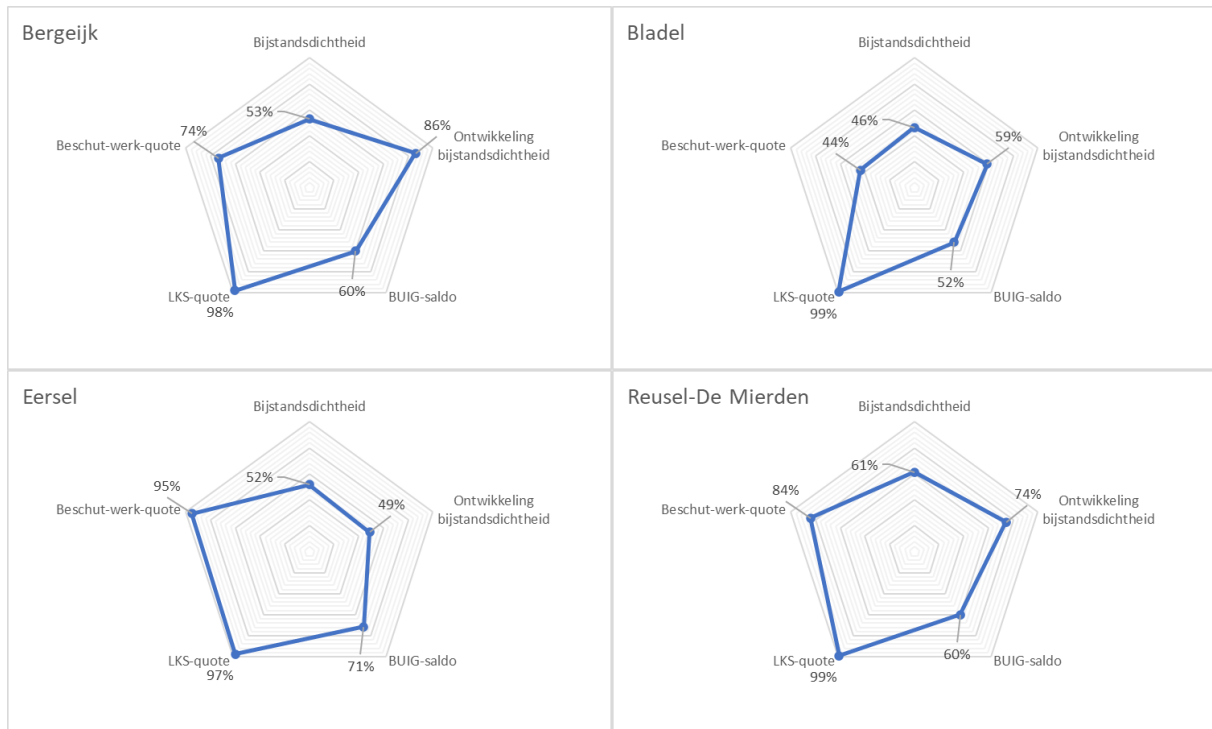 Bergeijk
Bijstandsdichtheid
53%
86%
74%
Ontwikkeling
bijstandsdichtheid
Beschut-werk-quote
60%
LKS-quote
98%
BUIG-saldo
Bladel
Bijstandsdichtheid
46%
59%
44%
Ontwikkeling
bijstandsdichtheid
Beschut-werk-quote
52%
LKS-quote
99%
BUIG-saldo
Eersel
Bijstandsdichtheid
52%
95%
49%
Ontwikkeling
bijstandsdichtheid
Beschut-werk-quote
71%
LKS-quote
97%
BUIG-saldo
Reusel-De Mierden
Bijstandsdichtheid
61%
84%
74%
Ontwikkeling
bijstandsdichtheid
Beschut-werk-quote
60%
LKS-quote
99%
BUIG-saldo